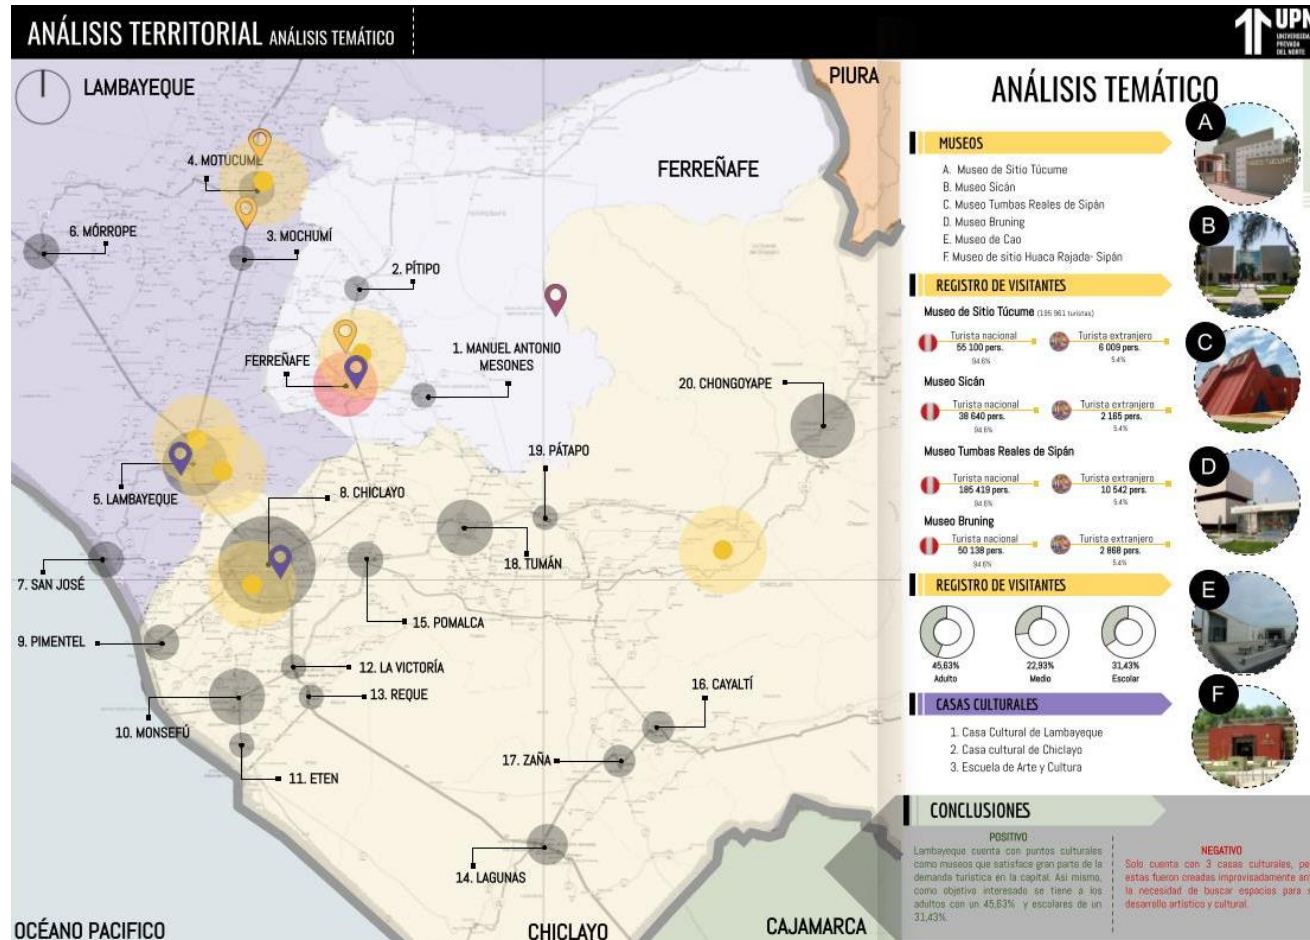 ANÁLISIS TERRITORIAL ANÁLISIS TEMÁTICO
UPN
UNIVERSIDAD
PRIVADA
DEL NORTE
LAMBAYEQUE
PIURA
FERREÑAFE
4. MOTUCUME
6. MÓRROPE
3. MOCHUMÍ
2. PÍTIPO
FERREÑAFE
1. MANUEL ANTONIO
MESONES
20. CHONGOYAPE
19. PÁTAPO
5. LAMBAYEQUE
8. CHICLAYO
18. TUMÁN
7. SAN JOSÉ
15. POMALCA
9. PIMENTEL
12. LA VICTORÍA
13. REQUE
16. CAYALTÍ
10. MONSEFÚ
17. ZAÑA
11. ETEN
14. LAGUNAS
OCÉANO PACIFICO
CHICLAYO
CAJAMARCA
ANÁLISIS TEMÁTICO
MUSEOS
A. Museo de Sitio Túcume
B. Museo Sicán
C. Museo Tumbas Reales de Sipán
D. Museo Bruning
E. Museo de Cao
F. Museo de sitio Huaca Rajada- Sipán
REGISTRO DE VISITANTES
Museo de Sitio Túcume (195 961 turistas)
Turista nacional
55 100 pers.
94.6%
Turista extranjero
6 009 pers.
5.4%
Museo Sicán
Turista nacional
38 640 pers.
94.6%
Turista extranjero
2 165 pers.
5.4%
Museo Tumbas Reales de Sipán
Turista nacional
185 419 pers.
94.6%
Turista extranjero
10 542 pers.
5.4%
Museo Bruning
Turista nacional
50 138 pers.
94.6%
Turista extranjero
2 868 pers.
5.4%
REGISTRO DE VISITANTES
45,63%
Adulto
22,93%
Medio
31,43%
Escolar
CASAS CULTURALES
1. Casa Cultural de Lambayeque
2. Casa cultural de Chiclayo
3. Escuela de Arte y Cultura
A
B
C
D
E
F
CONCLUSIONES
POSITIVO
Lambayeque cuenta con puntos culturales
como museos que satisface gran parte de la
demanda turística en la capital. Asi mismo,
como objetivo interesado se tiene a los
adultos con un 45,63% y escolares de un
31,43%.
NEGATIVO
Solo cuenta con 3 casas culturales, pe
estas fueron creadas improvisadamente an
la necesidad de buscar espacios para s
desarrollo artístico y cultural.